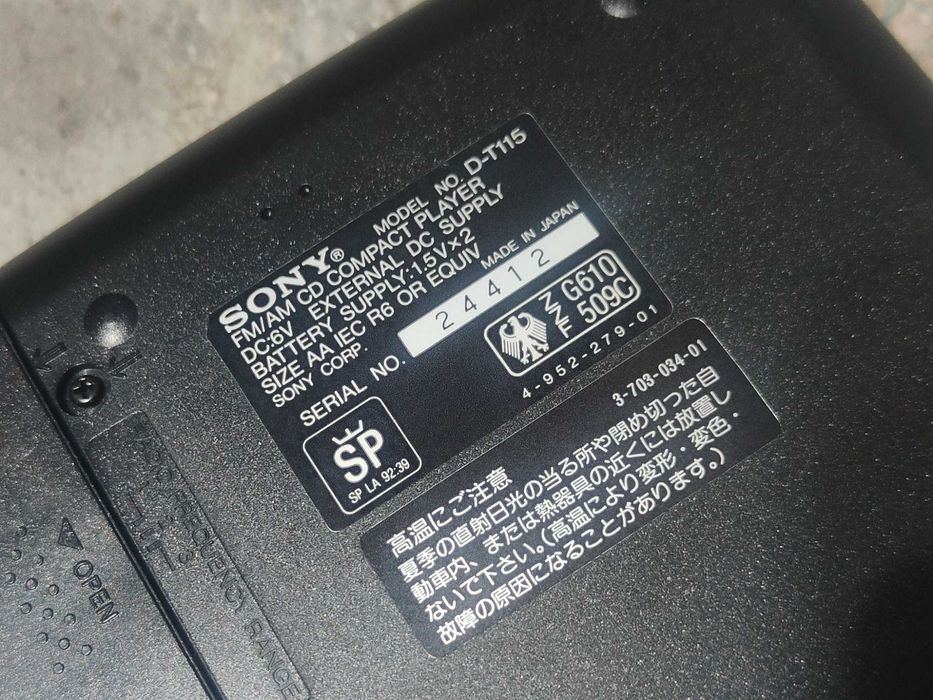 SONY® MODEL NO. D-T115
FM/AM CD COMPACT PLAYER
DC:6V EXTERNAL DC SUPPLY
BATTERY SUPPLY:1.5V×2
SIZE AA IEC R6 OR EQUIV
SONY CORP. MADE IN JAPAN
SERIAL NO. 24412
SP
SP LA 92:39
ZZF G610 509C
4-952-279-01
3-703-034-01
高温にご注意
夏季の直射日光の当る所や閉め切った自
動車内、または熱器具の近くには放置し
ないで下さい。(高温により変形・変色・
故障の原因になることがあります。)
OPEN
RANGE